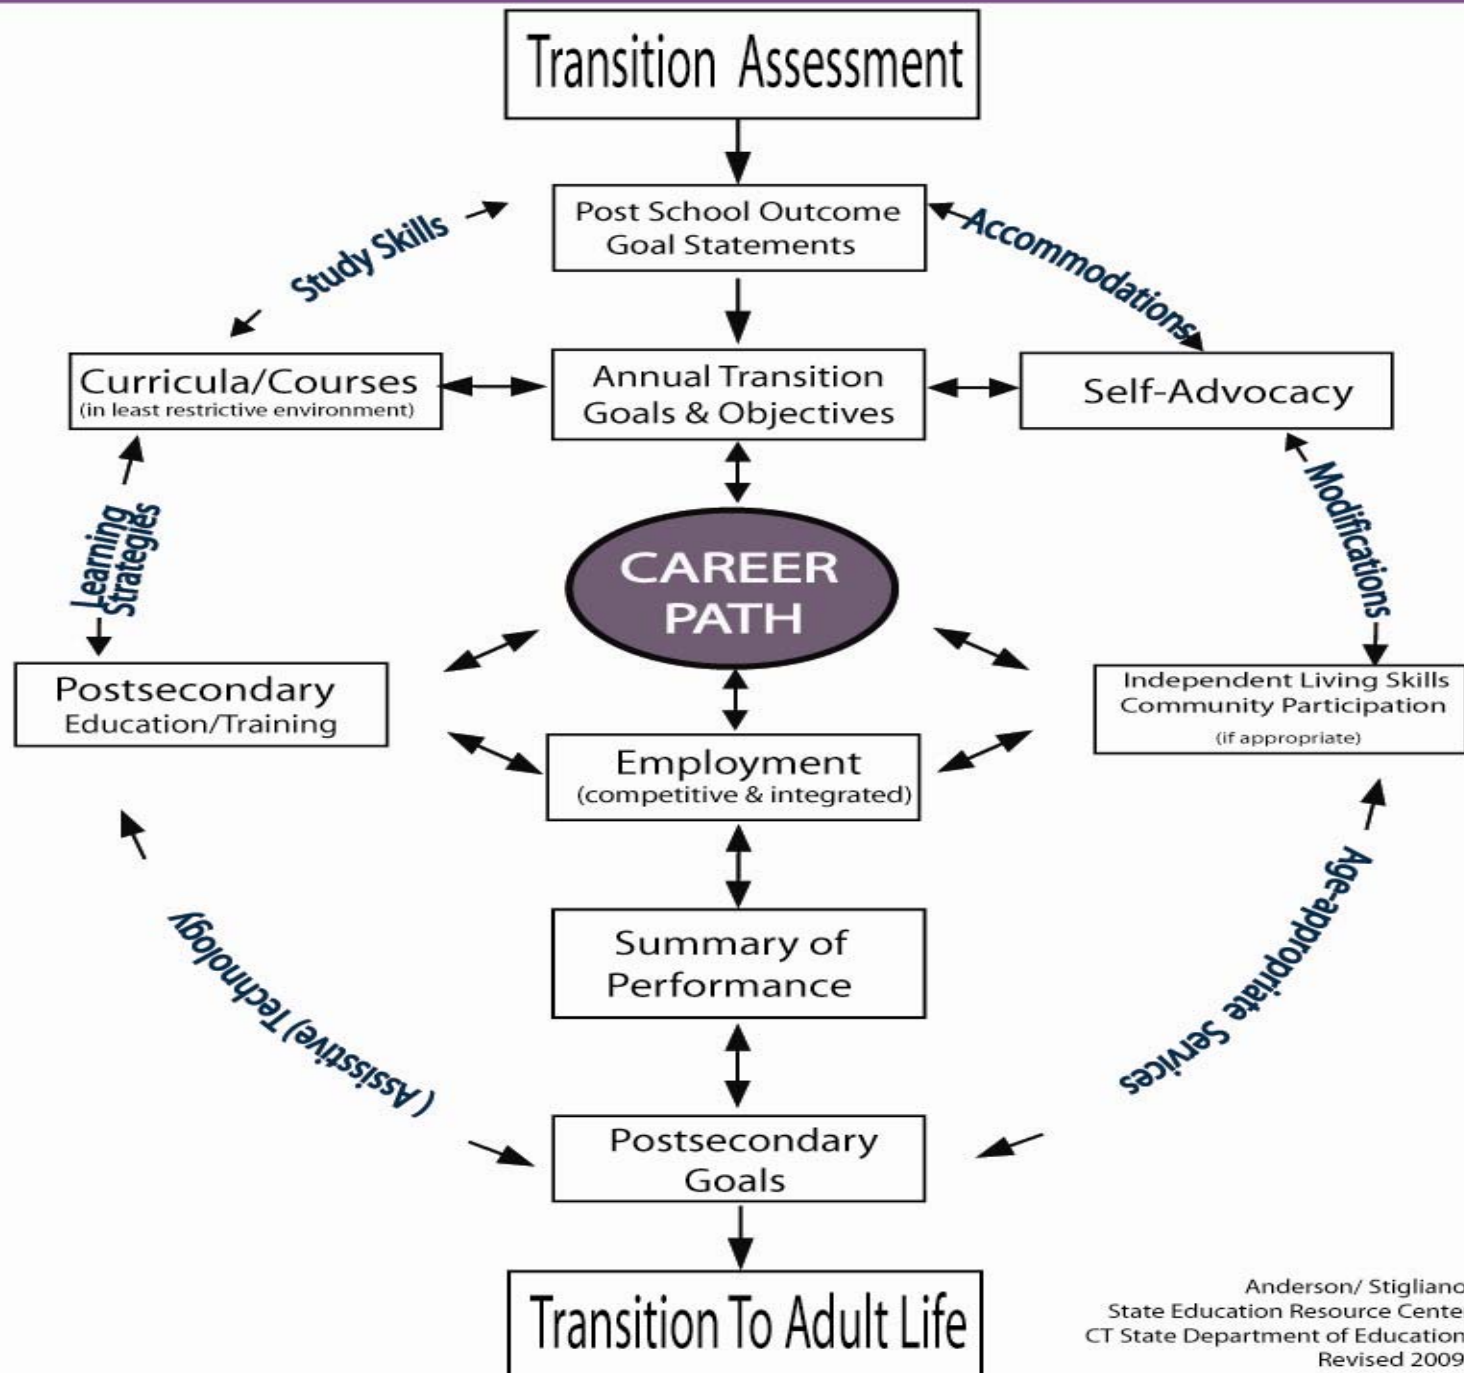 Transition Assessment
Post School Outcome
Goal Statements
Study Skills
Accommodations
Curricula/Courses
(in least restrictive environment)
Annual Transition
Goals & Objectives
Self-Advocacy
Learning
Strategies
Modifications
CAREER
PATH
Postsecondary
Education/Training
Independent Living Skills
Community Participation
(if appropriate)
Employment
(competitive & integrated)
Summary of
Performance
(Assisstive) Technology
Age-appropriate Services
Postsecondary
Goals
Transition To Adult Life
Anderson/ Stigliano
State Education Resource Center
CT State Department of Education
Revised 2009